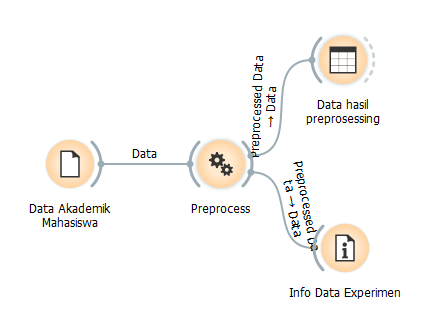 Preprocessed Data
→ Data
Data hasil
preprosessing
Data
Data Akademik
Mahasiswa
Preprocess
Preprocessed Da
ta → Data
Info Data Experimen